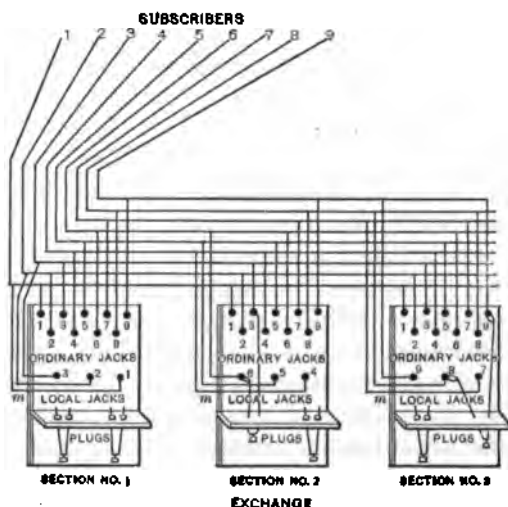 SUBSCRIBERS
1 2 3 4 5 6 7 8 9
1 3 5 7 9
2 4 6 8
ORDINARY JACKS
3 2 1
m LOCAL JACKS
PLUGS
SECTION NO. 1
1 3 5 7 9
2 4 6 8
ORDINARY JACKS
6 5 4
m LOCAL JACKS
PLUGS
SECTION NO. 2
1 3 5 7 9
2 4 6 8
ORDINARY JACKS
9 8 7
m LOCAL JACKS
PLUGS
SECTION NO. 3
EXCHANGE